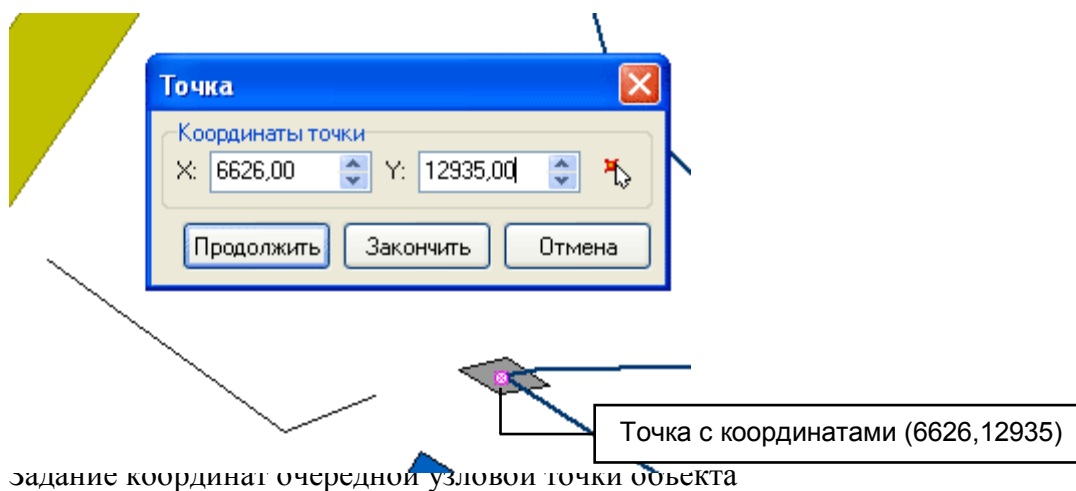 Точка
Координаты точки
X: 6626,00 Y: 12935,00
Продолжить Закончить Отмена
Точка с координатами (6626,12935)
Задание координат очередной узловой точки объекта